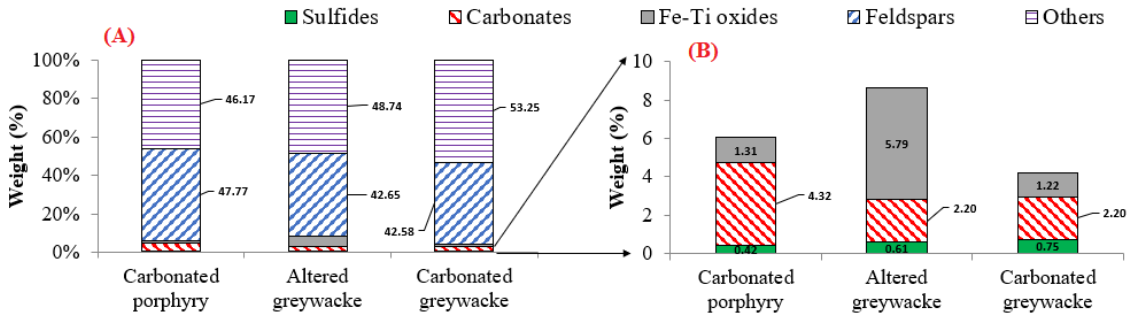 Sulfides Carbonates Fe-Ti oxides Feldspars Others
(A)
Weight (%)
100%
80%
60%
40%
20%
0%
46.17
47.77
48.74
42.65
53.25
42.58
Carbonated
porphyry
Altered
greywacke
Carbonated
greywacke
(B)
Weight (%)
10
8
6
4
2
0
1.31
4.32
0.42
5.79
2.20
0.61
1.22
2.20
0.75
Carbonated
porphyry
Altered
greywacke
Carbonated
greywacke